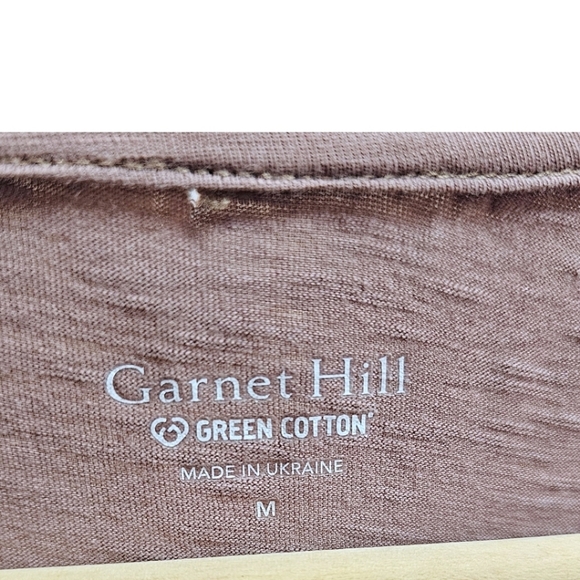 Garnet Hill
GREEN COTTON®
MADE IN UKRAINE
M